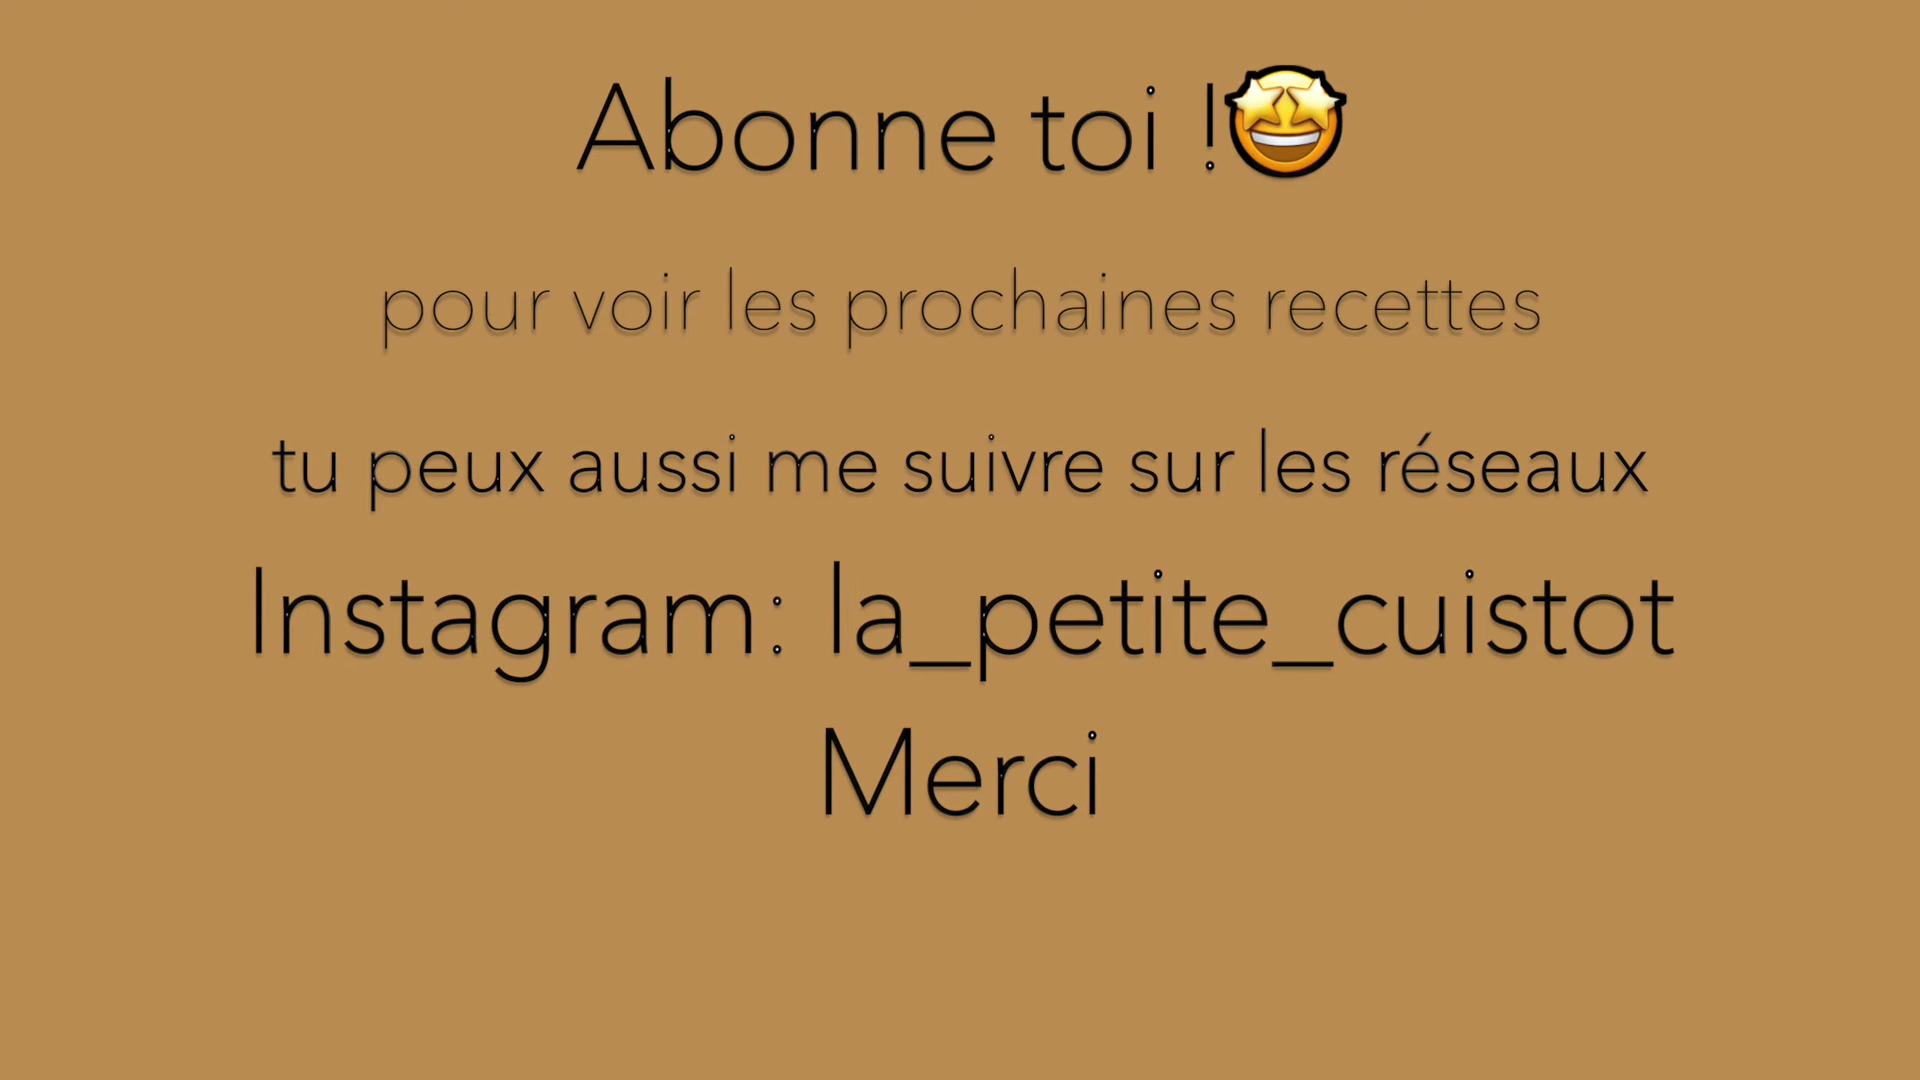 Abonne toi !🤩
pour voir les prochaines recettes
tu peux aussi me suivre sur les réseaux
Instagram: la_petite_cuistot
Merci